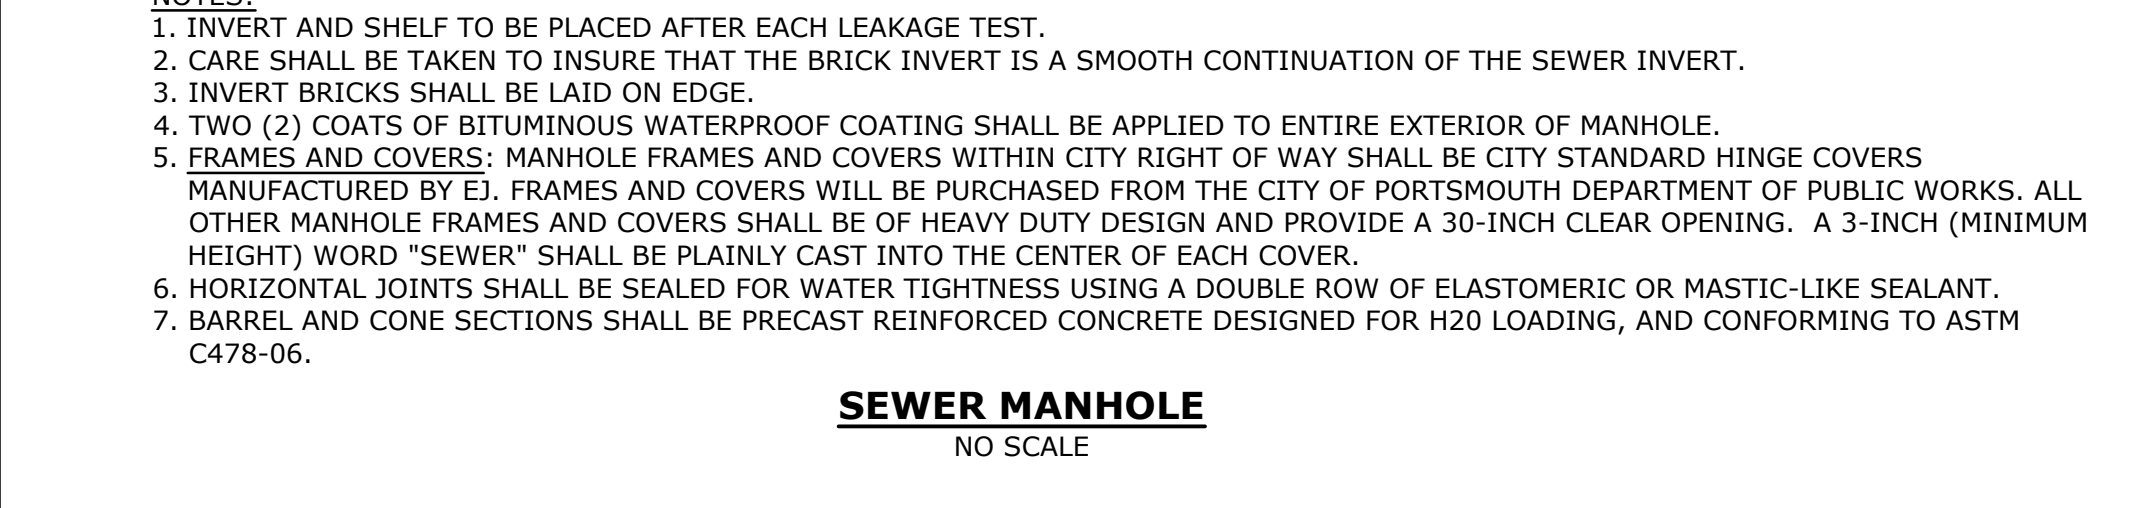 NOTES:
1. INVERT AND SHELF TO BE PLACED AFTER EACH LEAKAGE TEST.
2. CARE SHALL BE TAKEN TO INSURE THAT THE BRICK INVERT IS A SMOOTH CONTINUATION OF THE SEWER INVERT.
3. INVERT BRICKS SHALL BE LAID ON EDGE.
4. TWO (2) COATS OF BITUMINOUS WATERPROOF COATING SHALL BE APPLIED TO ENTIRE EXTERIOR OF MANHOLE.
5. FRAMES AND COVERS: MANHOLE FRAMES AND COVERS WITHIN CITY RIGHT OF WAY SHALL BE CITY STANDARD HINGE COVERS
MANUFACTURED BY EJ. FRAMES AND COVERS WILL BE PURCHASED FROM THE CITY OF PORTSMOUTH DEPARTMENT OF PUBLIC WORKS. ALL
OTHER MANHOLE FRAMES AND COVERS SHALL BE OF HEAVY DUTY DESIGN AND PROVIDE A 30-INCH CLEAR OPENING.  A 3-INCH (MINIMUM
HEIGHT) WORD "SEWER" SHALL BE PLAINLY CAST INTO THE CENTER OF EACH COVER.
6. HORIZONTAL JOINTS SHALL BE SEALED FOR WATER TIGHTNESS USING A DOUBLE ROW OF ELASTOMERIC OR MASTIC-LIKE SEALANT.
7. BARREL AND CONE SECTIONS SHALL BE PRECAST REINFORCED CONCRETE DESIGNED FOR H20 LOADING, AND CONFORMING TO ASTM
C478-06.
SEWER MANHOLE
NO SCALE